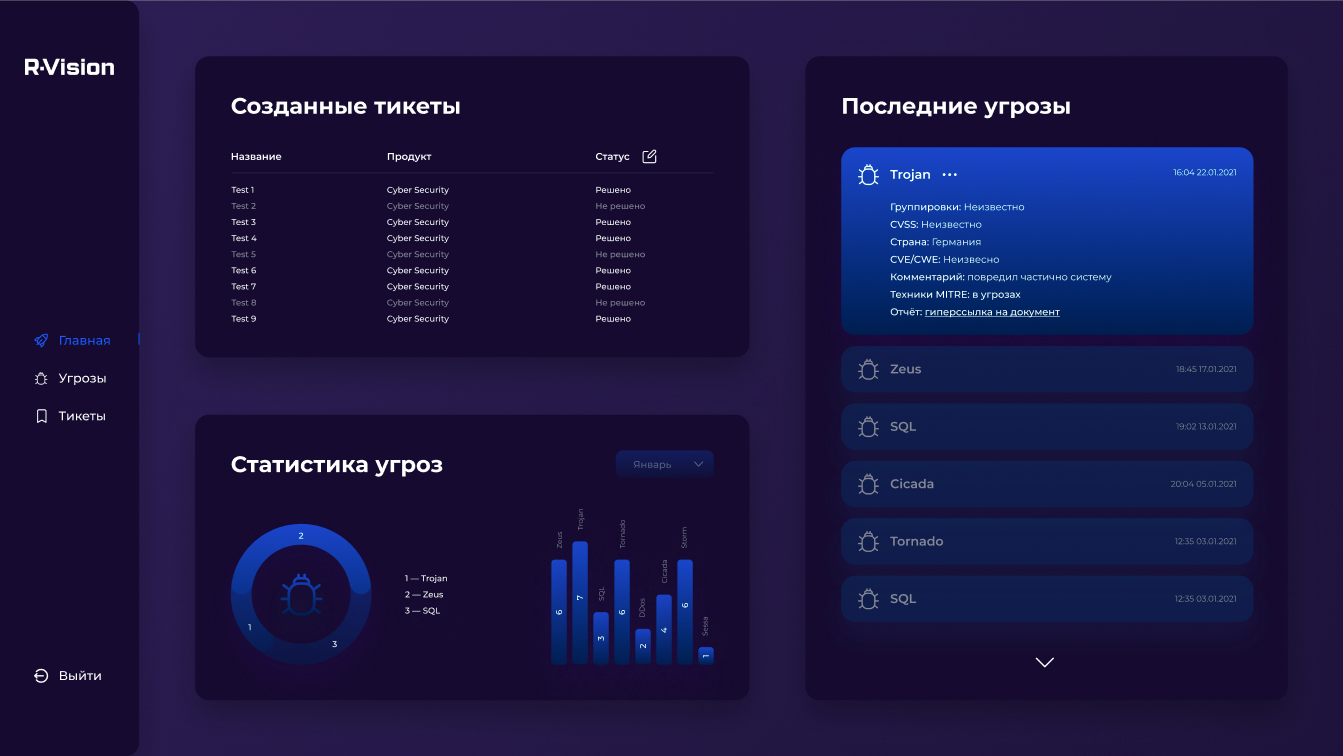 R·Vision
Главная
Угрозы
Тикеты
Выйти
Созданные тикеты
Название Продукт Статус
Test 1 Cyber Security Решено
Test 2 Cyber Security Не решено
Test 3 Cyber Security Решено
Test 4 Cyber Security Решено
Test 5 Cyber Security Не решено
Test 6 Cyber Security Решено
Test 7 Cyber Security Решено
Test 8 Cyber Security Не решено
Test 9 Cyber Security Решено
Статистика угроз
Январь
2
1
3
1 — Trojan
2 — Zeus
3 — SQL
Zeus
6
Trojan
7
SQL
3
Tornado
6
DDos
2
Cicada
4
Storm
6
Sessa
1
Последние угрозы
Trojan ••• 16:04 22.01.2021
Группировки: Неизвестно
CVSS: Неизвестно
Страна: Германия
CVE/CWE: Неизвесно
Комментарий: повредил частично систему
Техники MITRE: в угрозах
Отчёт: гиперссылка на документ
Zeus 18:45 17.01.2021
SQL 19:02 13.01.2021
Cicada 20:04 05.01.2021
Tornado 12:35 03.01.2021
SQL 12:35 03.01.2021